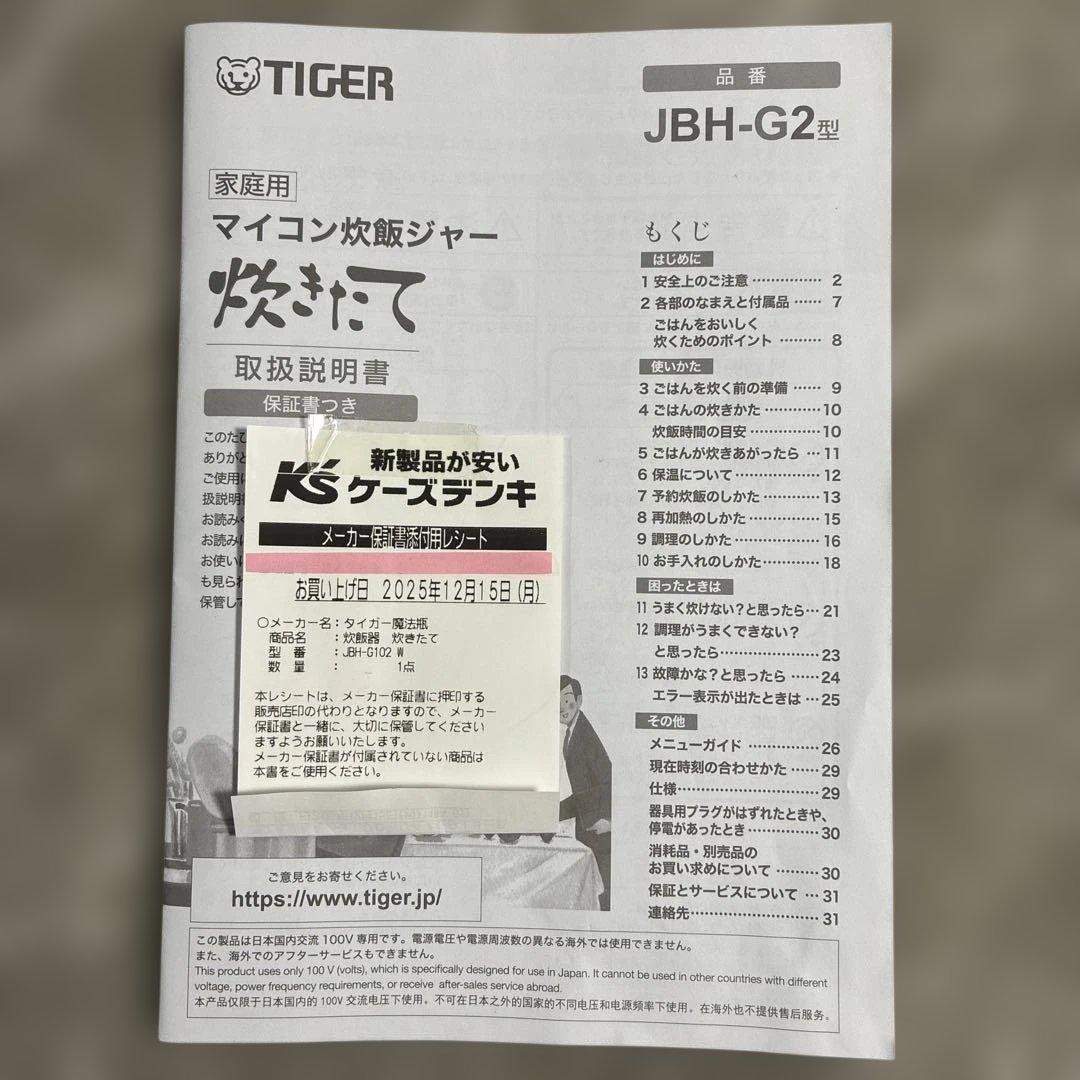 TIGER
品番
JBH-G2型
家庭用
マイコン炊飯ジャー
炊きたて
取扱説明書
保証書つき
このたび
ありがと
ご使用に
扱説明書
お読みく
お読みに
お使いに
も見られ
保管して
新製品が安い
K's ケーズデンキ
メーカー保証書添付用レシート
お買い上げ日 2025年12月15日(月)
○メーカー名:タイガー魔法瓶
商品名 :炊飯器 炊きたて
型 番 :JBH-G102 W
数 量 : 1点
本レシートは、メーカー保証書に押印する
販売店印の代わりとなりますので、メーカー
保証書と一緒に、大切に保管してください
ますようお願いいたします。
メーカー保証書が付属されていない商品は
本書をご使用ください。
ご意見をお寄せください。
https://www.tiger.jp/
もくじ
はじめに
1 安全上のご注意 …………… 2
2 各部のなまえと付属品 …… 7
ごはんをおいしく
炊くためのポイント ……… 8
使いかた
3 ごはんを炊く前の準備 …… 9
4 ごはんの炊きかた …………10
炊飯時間の目安……………10
5 ごはんが炊きあがったら …11
6 保温について………………12
7 予約炊飯のしかた …………13
8 再加熱のしかた……………15
9 調理のしかた………………16
10 お手入れのしかた…………18
困ったときは
11 うまく炊けない?と思ったら…21
12 調理がうまくできない?
と思ったら…………………23
13 故障かな?と思ったら ……24
エラー表示が出たときは …25
その他
メニューガイド ……………26
現在時刻の合わせかた ……29
仕様…………………………29
器具用プラグがはずれたときや、
停電があったとき……………30
消耗品・別売品の
お買い求めについて ………30
保証とサービスについて …31
連絡先………………………31
この製品は日本国内交流 100V 専用です。電源電圧や電源周波数の異なる海外では使用できません。
また、海外でのアフターサービスもできません。
This product uses only 100 V (volts), which is specifically designed for use in Japan. It cannot be used in other countries with different
voltage, power frequency requirements, or receive after-sales service abroad.
本产品仅限于日本国内的 100V 交流电压下使用。不可在日本之外的国家的不同电压和电源频率下使用。在海外也不提供售后服务。